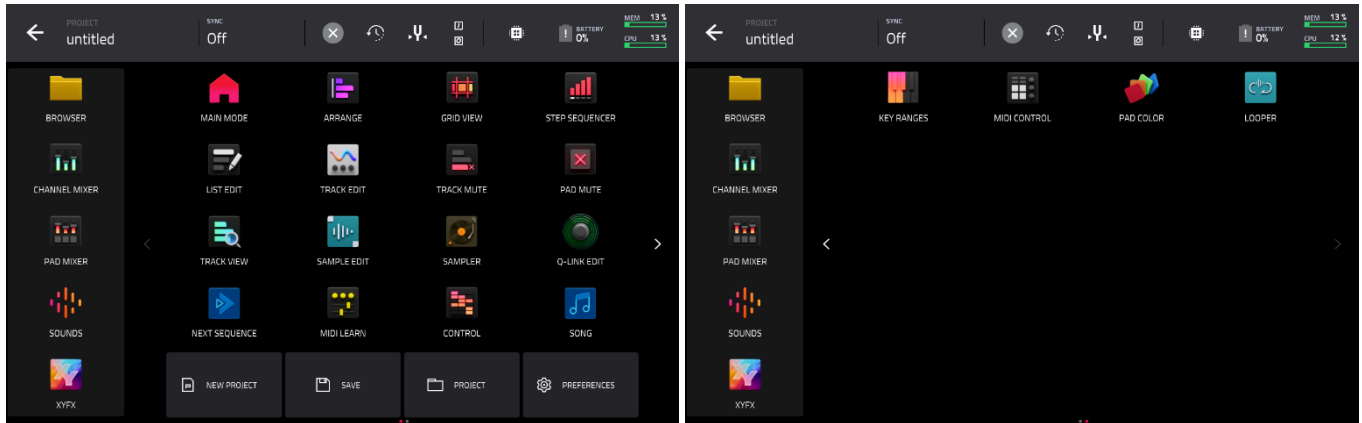 PROJECT
untitled
SYNC
Off
BATTERY
0%
MEM 13%
CPU 13%
BROWSER
MAIN MODE
ARRANGE
GRID VIEW
STEP SEQUENCER
CHANNEL MIXER
LIST EDIT
TRACK EDIT
TRACK MUTE
PAD MUTE
PAD MIXER
TRACK VIEW
SAMPLE EDIT
SAMPLER
Q-LINK EDIT
SOUNDS
NEXT SEQUENCE
MIDI LEARN
CONTROL
SONG
XYFX
NEW PROJECT
SAVE
PROJECT
PREFERENCES
PROJECT
untitled
SYNC
Off
BATTERY
0%
MEM 13%
CPU 12%
BROWSER
KEY RANGES
MIDI CONTROL
PAD COLOR
LOOPER
CHANNEL MIXER
PAD MIXER
SOUNDS
XYFX